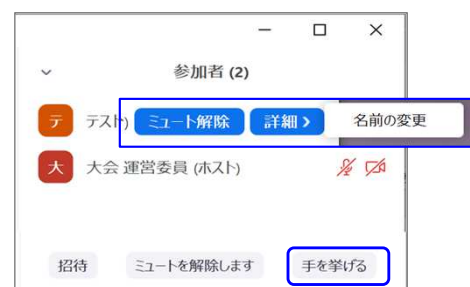 参加者 (2)
テ テスト) ミュート解除 詳細 > 名前の変更
大 大会 運営委員 (ホスト)
招待 ミュートを解除します 手を挙げる